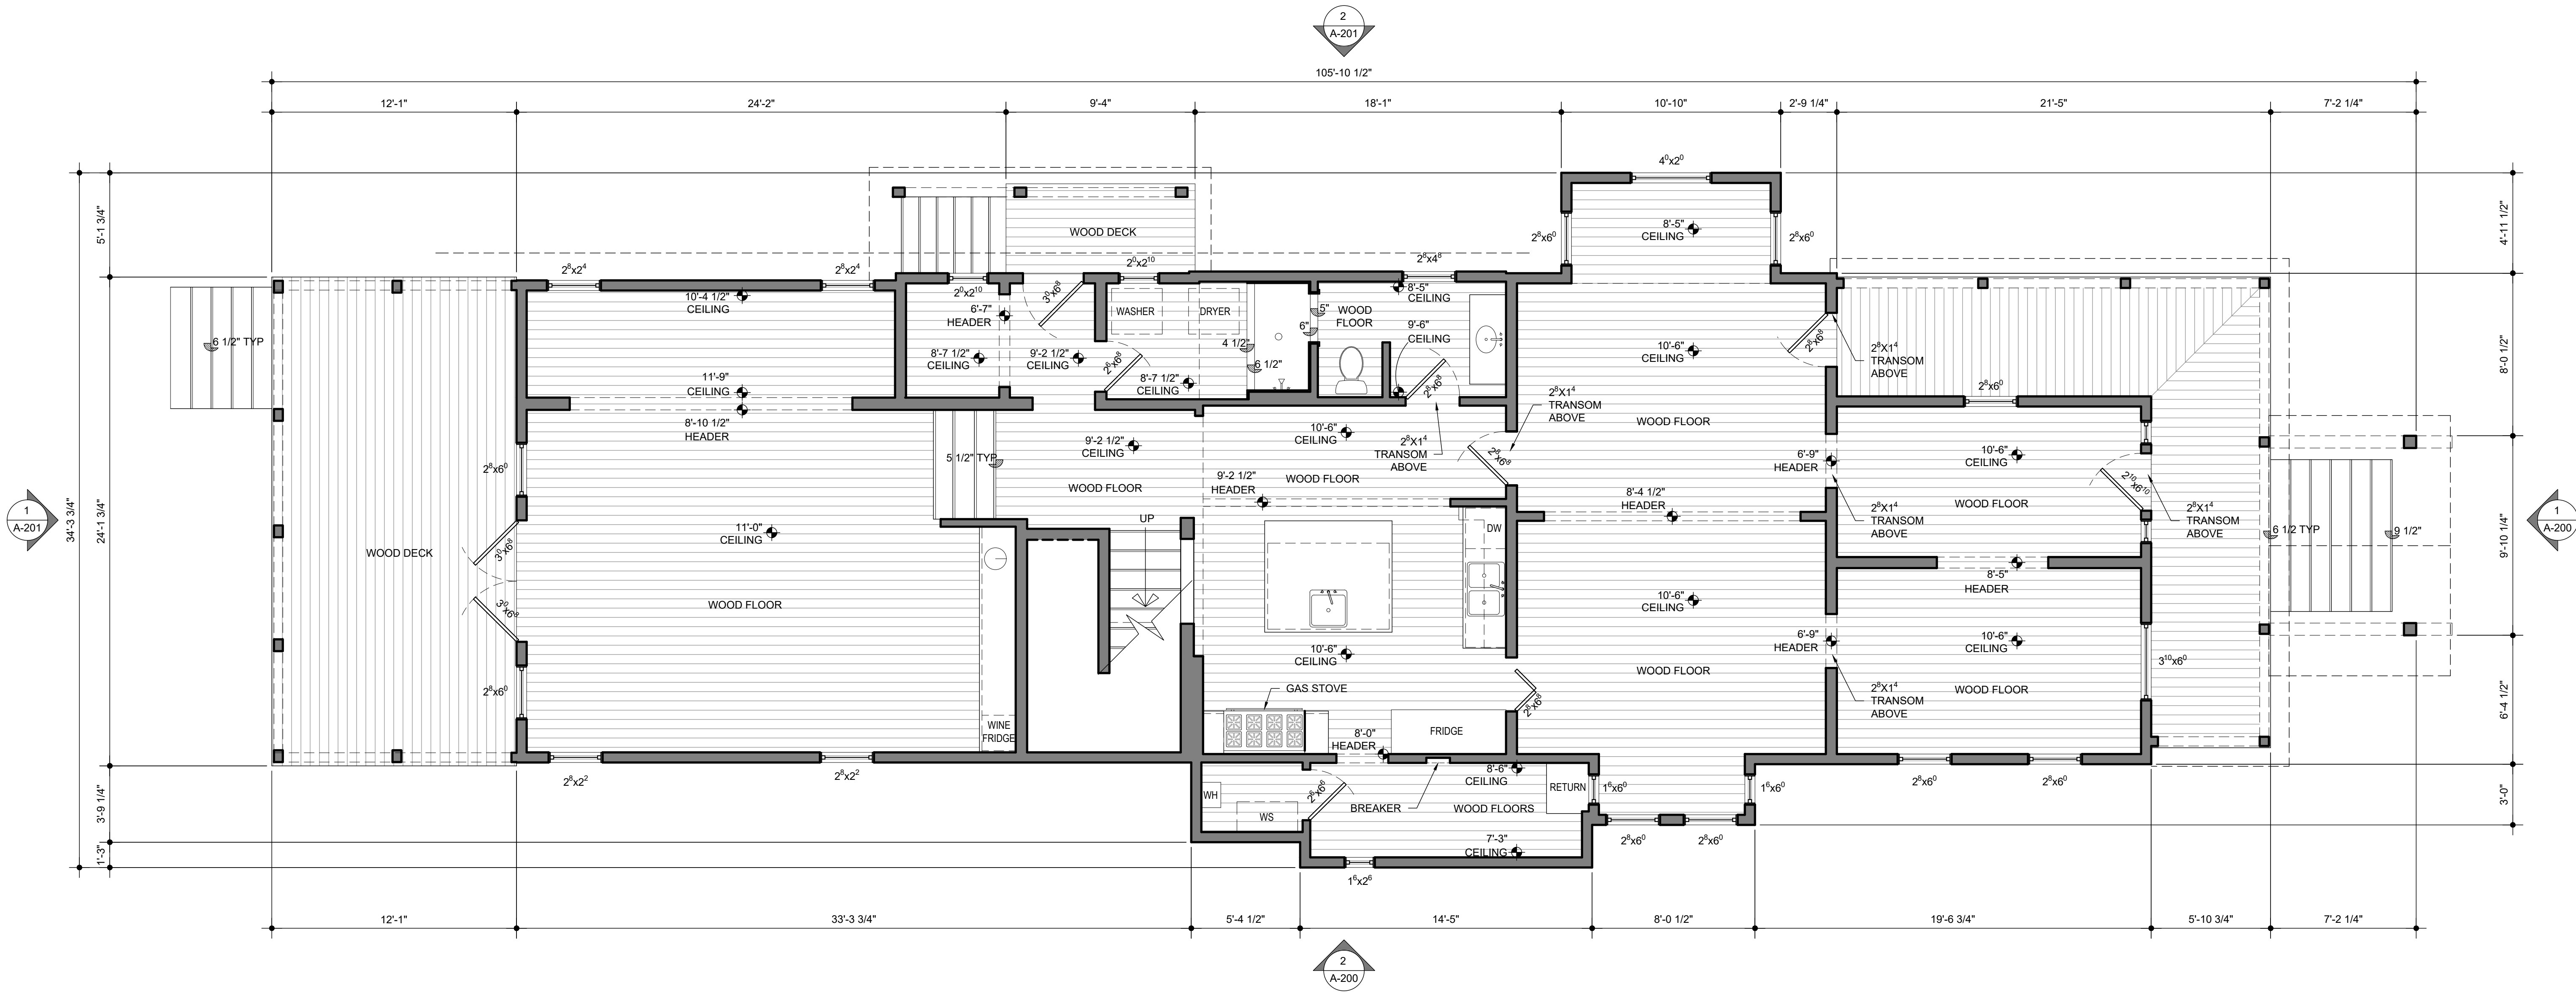 2
A-201
105'-10 1/2"
12'-1"
24'-2"
9'-4"
18'-1"
10'-10"
2'-9 1/4"
21'-5"
7'-2 1/4"
4⁰x2⁰
5'-1 3/4"
4'-11 1/2"
WOOD DECK
8'-5"
CEILING
2⁸x6⁰
2⁸x6⁰
2⁸x2⁴
2⁸x2⁴
2⁰x2¹⁰
2⁰x2¹⁰
2⁸x4⁸
10'-4 1/2"
CEILING
6'-7"
HEADER
3⁰x6⁸
WASHER
DRYER
5"
6"
WOOD
FLOOR
8'-5"
CEILING
9'-6"
CEILING
6 1/2" TYP
8'-7 1/2"
CEILING
9'-2 1/2"
CEILING
2⁸x6⁸
4 1/2"
6 1/2"
8'-7 1/2"
CEILING
2⁸x6⁸
10'-6"
CEILING
2⁸x6⁸
2⁸X1⁴
TRANSOM
ABOVE
8'-0 1/2"
11'-9"
CEILING
8'-10 1/2"
HEADER
2⁸X1⁴
TRANSOM
ABOVE
2⁸x6⁰
WOOD FLOOR
9'-2 1/2"
CEILING
10'-6"
CEILING
2⁸X1⁴
TRANSOM
ABOVE
2⁸x6⁸
5 1/2" TYP
2⁸x6⁰
WOOD FLOOR
9'-2 1/2"
HEADER
WOOD FLOOR
6'-9"
HEADER
10'-6"
CEILING
2¹⁰x6¹⁰
8'-4 1/2"
HEADER
WOOD FLOOR
2⁸X1⁴
TRANSOM
ABOVE
2⁸X1⁴
TRANSOM
ABOVE
6 1/2 TYP
9 1/2"
1
A-201
34'-3 3/4"
24'-1 3/4"
9'-10 1/4"
1
A-200
11'-0"
CEILING
UP
DW
WOOD DECK
3⁰x6⁸
3⁰x6⁸
WOOD FLOOR
8'-5"
HEADER
10'-6"
CEILING
6'-9"
HEADER
10'-6"
CEILING
10'-6"
CEILING
2⁸x6⁰
GAS STOVE
WOOD FLOOR
3¹⁰x6⁰
2⁸X1⁴
TRANSOM
ABOVE
WOOD FLOOR
2⁸x6⁸
6'-4 1/2"
WINE
FRIDGE
FRIDGE
8'-0"
HEADER
2⁸x2²
2⁸x2²
8'-6"
CEILING
RETURN
1⁶x6⁰
1⁶x6⁰
2⁸x6⁰
2⁸x6⁰
WH
WS
2⁶x6⁶
BREAKER
WOOD FLOORS
3'-9 1/4"
3'-0"
7'-3"
CEILING
2⁸x6⁰
2⁸x6⁰
1'-3"
1⁶x2⁶
12'-1"
33'-3 3/4"
5'-4 1/2"
14'-5"
8'-0 1/2"
19'-6 3/4"
5'-10 3/4"
7'-2 1/4"
2
A-200